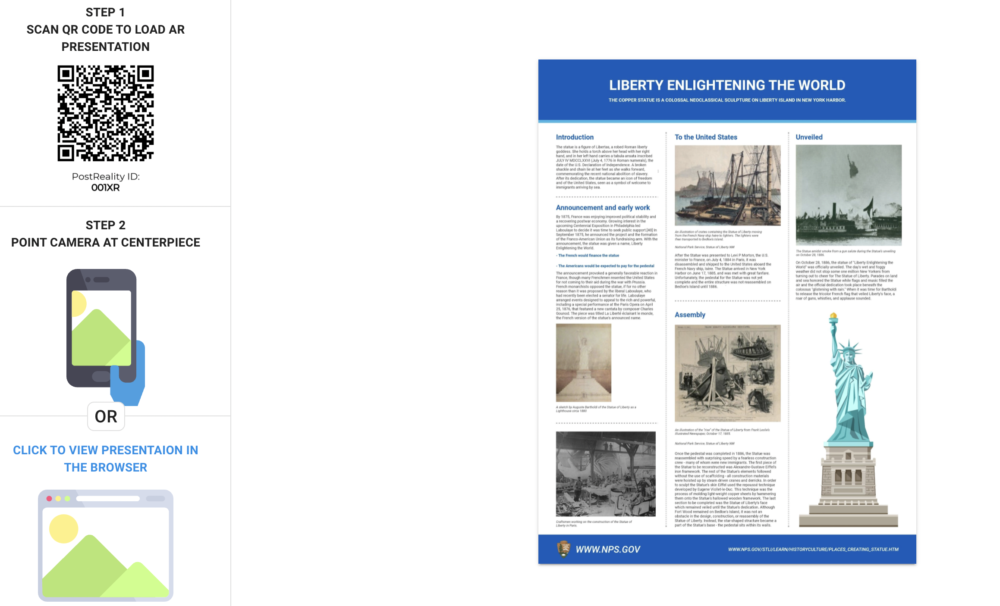 STEP 1
SCAN QR CODE TO LOAD AR
PRESENTATION
PostReality ID:
001XR
STEP 2
POINT CAMERA AT CENTERPIECE
OR
CLICK TO VIEW PRESENTAION IN
THE BROWSER
LIBERTY ENLIGHTENING THE WORLD
THE COPPER STATUE IS A COLOSSAL NEOCLASSICAL SCULPTURE ON LIBERTY ISLAND IN NEW YORK HARBOR.
Introduction
The statue is a figure of Libertas, a robed Roman liberty
goddess. She holds a torch above her head with her right
hand, and in her left hand carries a tabula ansata inscribed
JULY IV MDCCLXXVI (July 4, 1776 in Roman numerals), the
date of the U.S. Declaration of Independence. A broken
shackle and chain lie at her feet as she walks forward,
commemorating the recent national abolition of slavery.
After its dedication, the statue became an icon of freedom
and of the United States, seen as a symbol of welcome to
immigrants arriving by sea.
Announcement and early work
By 1875, France was enjoying improved political stability and
a recovering postwar economy. Growing interest in the
upcoming Centennial Exposition in Philadelphia led
Laboulaye to decide it was time to seek public support.[40] In
September 1875, he announced the project and the formation
of the Franco-American Union as its fundraising arm. With the
announcement, the statue was given a name, Liberty
Enlightening the World.
- The French would finance the statue
- The Americans would be expected to pay for the pedestal
The announcement provoked a generally favorable reaction in
France, though many Frenchmen resented the United States
for not coming to their aid during the war with Prussia.
French monarchists opposed the statue, if for no other
reason than it was proposed by the liberal Laboulaye, who
had recently been elected a senator for life. Laboulaye
arranged events designed to appeal to the rich and powerful,
including a special performance at the Paris Opera on April
25, 1876, that featured a new cantata by composer Charles
Gounod. The piece was titled La Liberté éclairant le monde,
the French version of the statue's announced name.
A sketch by Auguste Bartholdi of the Statue of Liberty as a
Lighthouse circa 1880
Craftsmen working on the construction of the Statue of
Liberty in Paris.
To the United States
An illustration of crates containing the Statue of Liberty moving
from the French Navy ship Isère to lighters. The lighters were
then transported to Bedloe's Island.
National Park Service, Statue of Liberty NM
After the Statue was presented to Levi P Morton, the U.S.
minister to France, on July 4, 1884 in Paris, it was
disassembled and shipped to the United States aboard the
French Navy ship, Isère. The Statue arrived in New York
Harbor on June 17, 1885, and was met with great fanfare.
Unfortunately, the pedestal for the Statue was not yet
complete and the entire structure was not reassembled on
Bedloe's Island until 1886.
Assembly
An illustration of the "rise" of the Statue of Liberty from Frank Leslie's
Illustrated Newspaper, October 17, 1885.
National Park Service, Statue of Liberty NM
Once the pedestal was completed in 1886, the Statue was
reassembled with surprising speed by a fearless construction
crew - many of whom were new immigrants. The first piece of
the Statue to be reconstructed was Alexandre-Gustave Eiffel's
iron framework. The rest of the Statue's elements followed
without the use of scaffolding - all construction materials
were hoisted up by steam driven cranes and derricks. In order
to sculpt the Statue's skin Eiffel used the repoussé technique
developed by Eugene Viollet-le-Duc. This technique was the
process of molding light-weight copper sheets by hammering
them onto the Statue's hallowed wooden framework. The last
section to be completed was the Statue of Liberty's face
which remained veiled until the Statue's dedication. Although
Fort Wood remained on Bedloe's Island, it was not an
obstacle in the design, construction, or reassembly of the
Statue of Liberty. Instead, the star-shaped structure became a
part of the Statue's base - the pedestal sits within its walls.
Unveiled
The Statue amidst smoke from a gun salute during the Statue's unveiling
on October 28, 1886.
On October 28, 1886, the statue of "Liberty Enlightening the
World" was officially unveiled. The day's wet and foggy
weather did not stop some one million New Yorkers from
turning out to cheer for The Statue of Liberty. Parades on land
and sea honored the Statue while flags and music filled the
air and the official dedication took place beneath the
colossus "glistening with rain." When it was time for Bartholdi
to release the tricolor French flag that veiled Liberty's face, a
roar of guns, whistles, and applause sounded.
WWW.NPS.GOV
WWW.NPS.GOV/STLI/LEARN/HISTORYCULTURE/PLACES_CREATING_STATUE.HTM